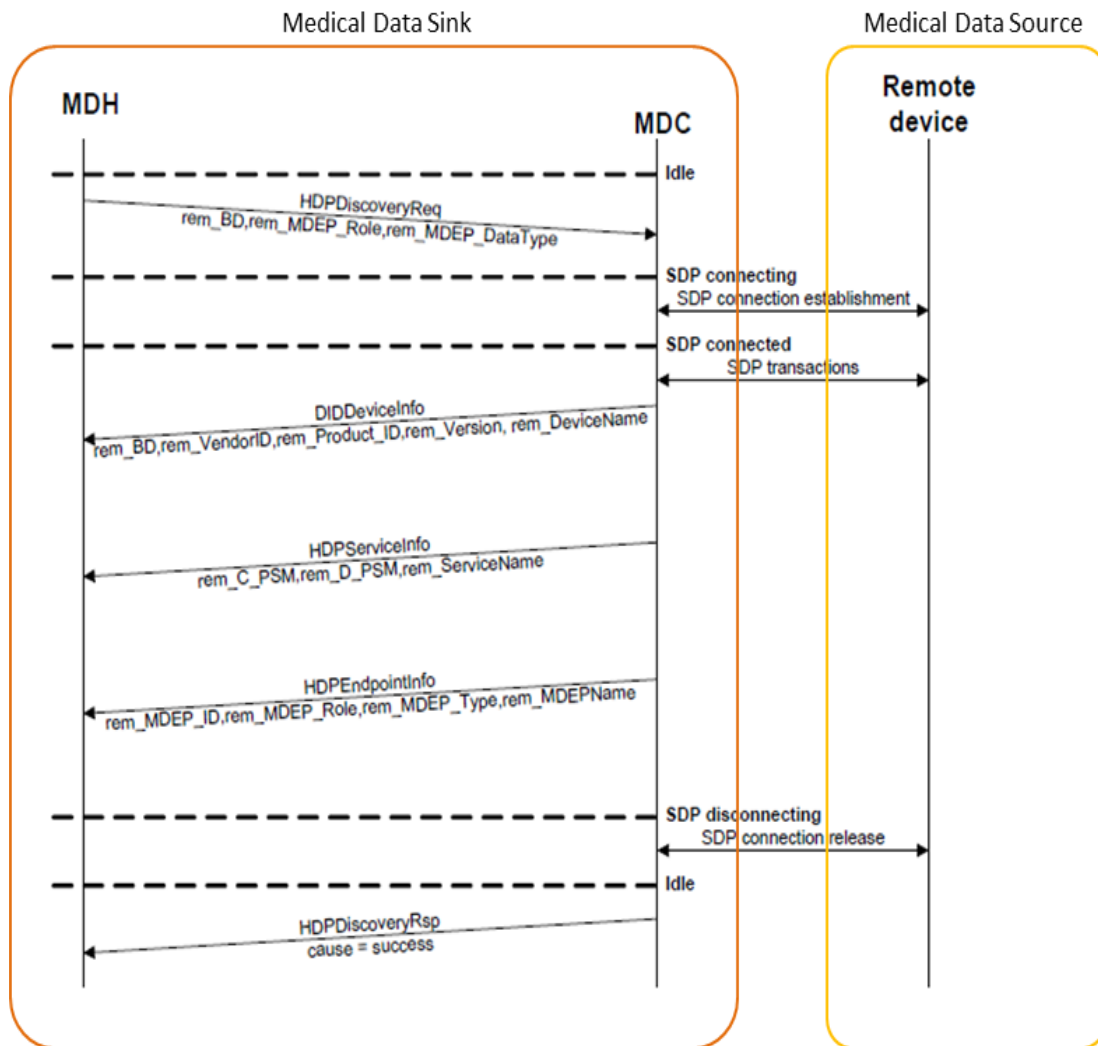 Medical Data Sink
Medical Data Source
MDH
MDC
Remote
device
Idle
HDPDiscoveryReq
rem_BD,rem_MDEP_Role,rem_MDEP_DataType
SDP connecting
SDP connection establishment
SDP connected
SDP transactions
DIDDeviceInfo
rem_BD,rem_VendorID,rem_Product_ID,rem_Version, rem_DeviceName
HDPServiceInfo
rem_C_PSM,rem_D_PSM,rem_ServiceName
HDPEndpointInfo
rem_MDEP_ID,rem_MDEP_Role,rem_MDEP_Type,rem_MDEPName
SDP disconnecting
SDP connection release
Idle
HDPDiscoveryRsp
cause = success